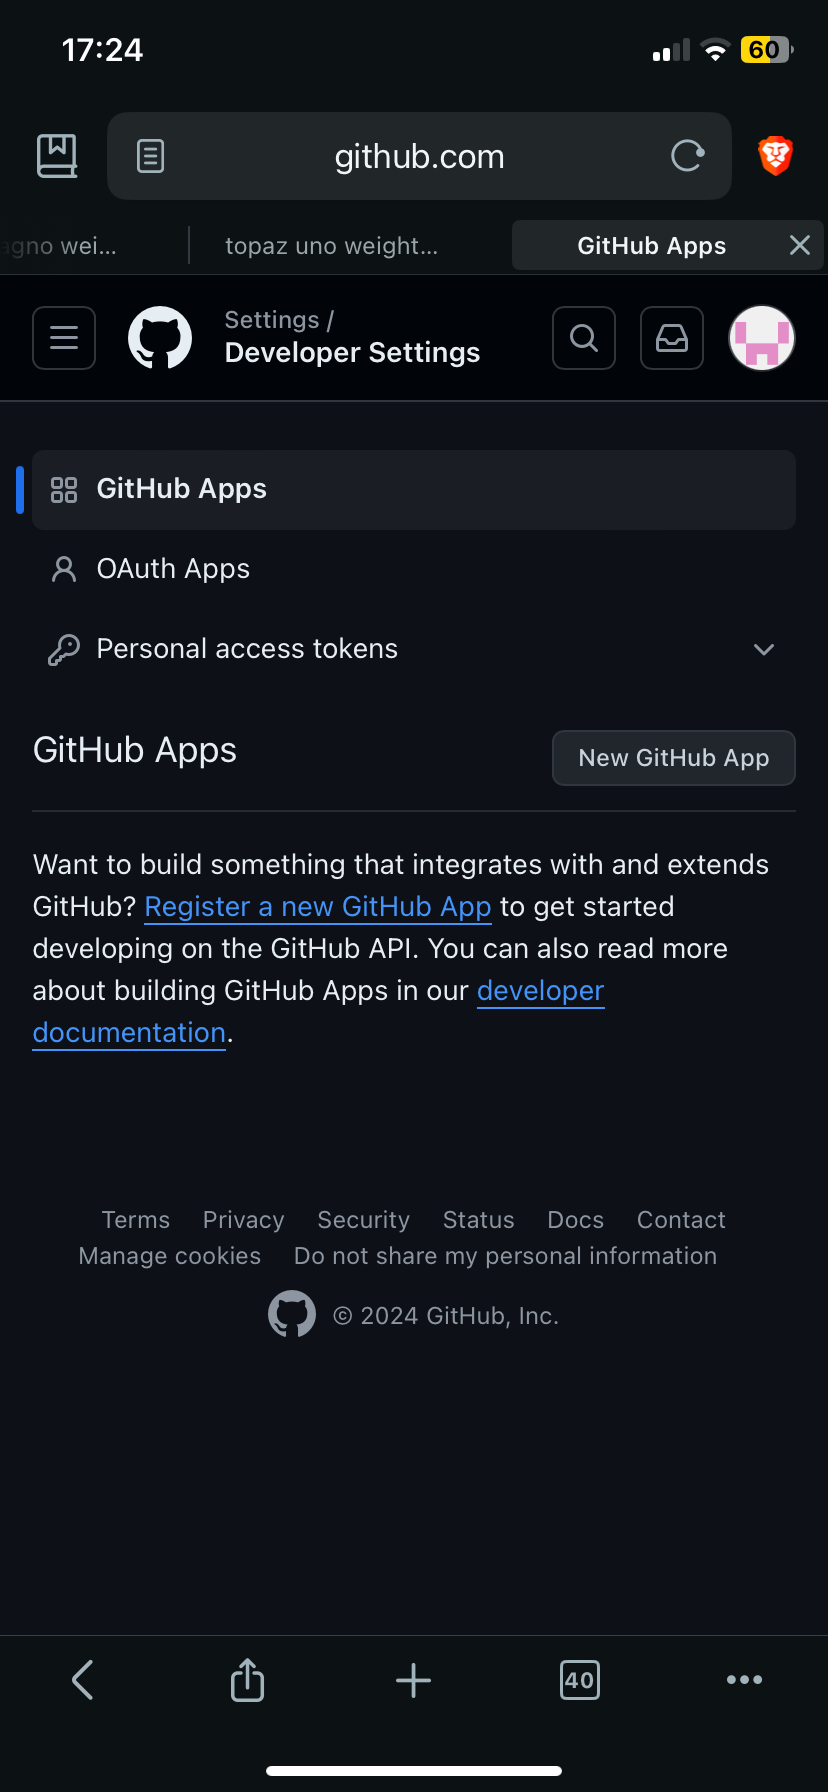 17:24
60
github.com
agno wei...
topaz uno weight...
GitHub Apps
Settings /
Developer Settings
GitHub Apps
OAuth Apps
Personal access tokens
GitHub Apps
New GitHub App
Want to build something that integrates with and extends
GitHub? Register a new GitHub App to get started
developing on the GitHub API. You can also read more
about building GitHub Apps in our developer
documentation.
Terms Privacy Security Status Docs Contact
Manage cookies Do not share my personal information
© 2024 GitHub, Inc.
40